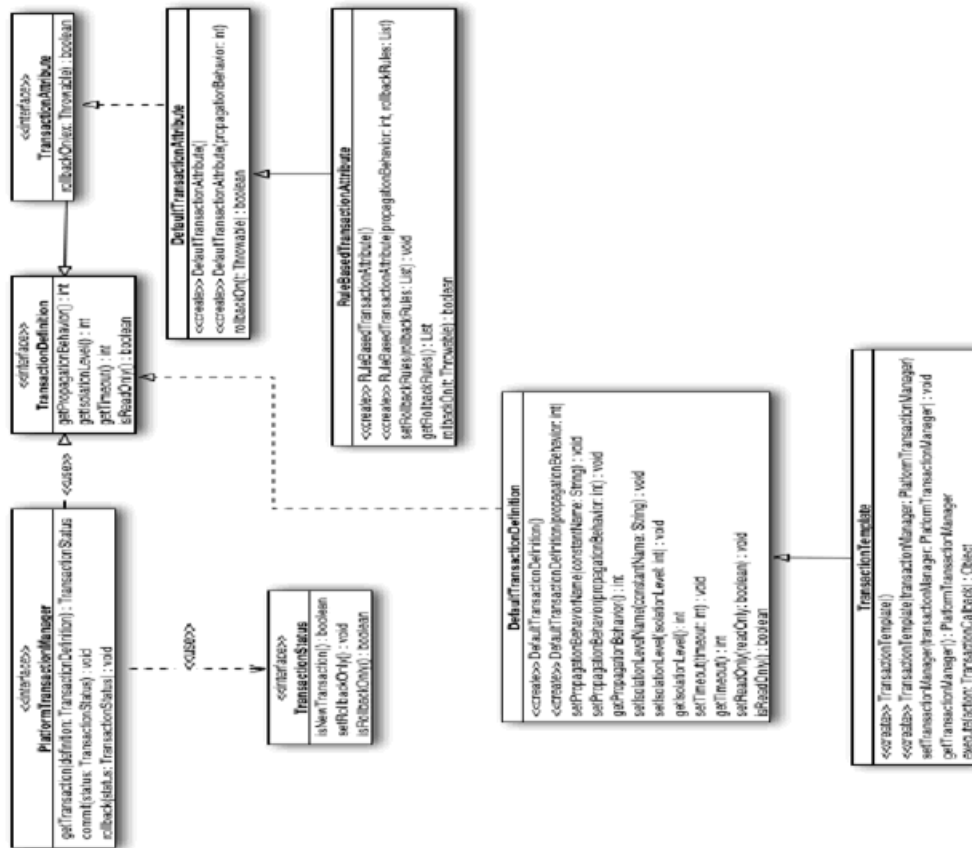 <<interface>>
PlatformTransactionManager
getTransaction(definition: TransactionDefinition) : TransactionStatus
commit(status: TransactionStatus) : void
rollback(status: TransactionStatus) : void
<<use>>
<<interface>>
TransactionDefinition
getPropagationBehavior() : int
getIsolationLevel() : int
getTimeout() : int
isReadOnly() : boolean
<<interface>>
TransactionAttribute
rollbackOn(ex: Throwable) : boolean
<<use>>
<<interface>>
TransactionStatus
isNewTransaction() : boolean
setRollbackOnly() : void
isRollbackOnly() : boolean
DefaultTransactionAttribute
<<create>> DefaultTransactionAttribute()
<<create>> DefaultTransactionAttribute(propagationBehavior: int)
rollbackOn(t: Throwable) : boolean
RuleBasedTransactionAttribute
<<create>> RuleBasedTransactionAttribute()
<<create>> RuleBasedTransactionAttribute(propagationBehavior: int, rollbackRules: List)
setRollbackRules(rollbackRules: List) : void
getRollbackRules() : List
rollbackOn(t: Throwable) : boolean
DefaultTransactionDefinition
<<create>> DefaultTransactionDefinition()
<<create>> DefaultTransactionDefinition(propagationBehavior: int)
setPropagationBehaviorName(constantName: String) : void
setPropagationBehavior(propagationBehavior: int) : void
getPropagationBehavior() : int
setIsolationLevelName(constantName: String) : void
setIsolationLevel(isolationLevel: int) : void
getIsolationLevel() : int
setTimeout(timeout: int) : void
getTimeout() : int
setReadOnly(readOnly: boolean) : void
isReadOnly() : boolean
TransactionTemplate
<<create>> TransactionTemplate()
<<create>> TransactionTemplate(transactionManager: PlatformTransactionManager)
setTransactionManager(transactionManager: PlatformTransactionManager) : void
getTransactionManager() : PlatformTransactionManager
execute(action: TransactionCallback) : Object